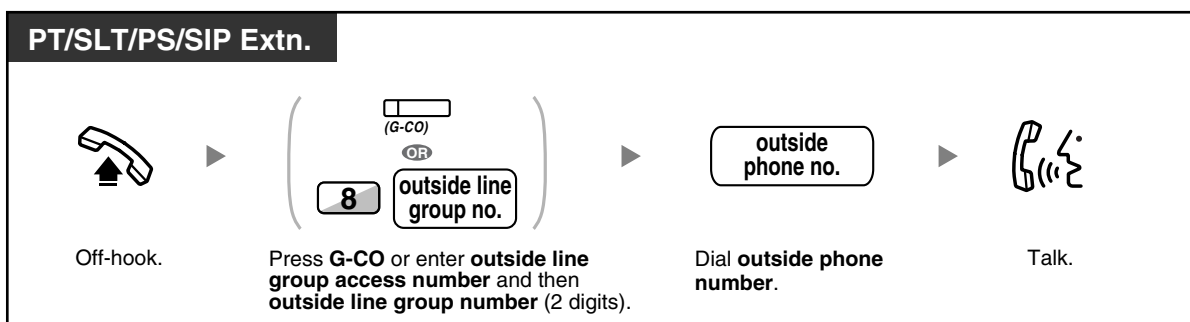 PT/SLT/PS/SIP Extn.
(G-CO)
OR
8
outside line
group no.
outside
phone no.
Off-hook.
Press G-CO or enter outside line
group access number and then
outside line group number (2 digits).
Dial outside phone
number.
Talk.